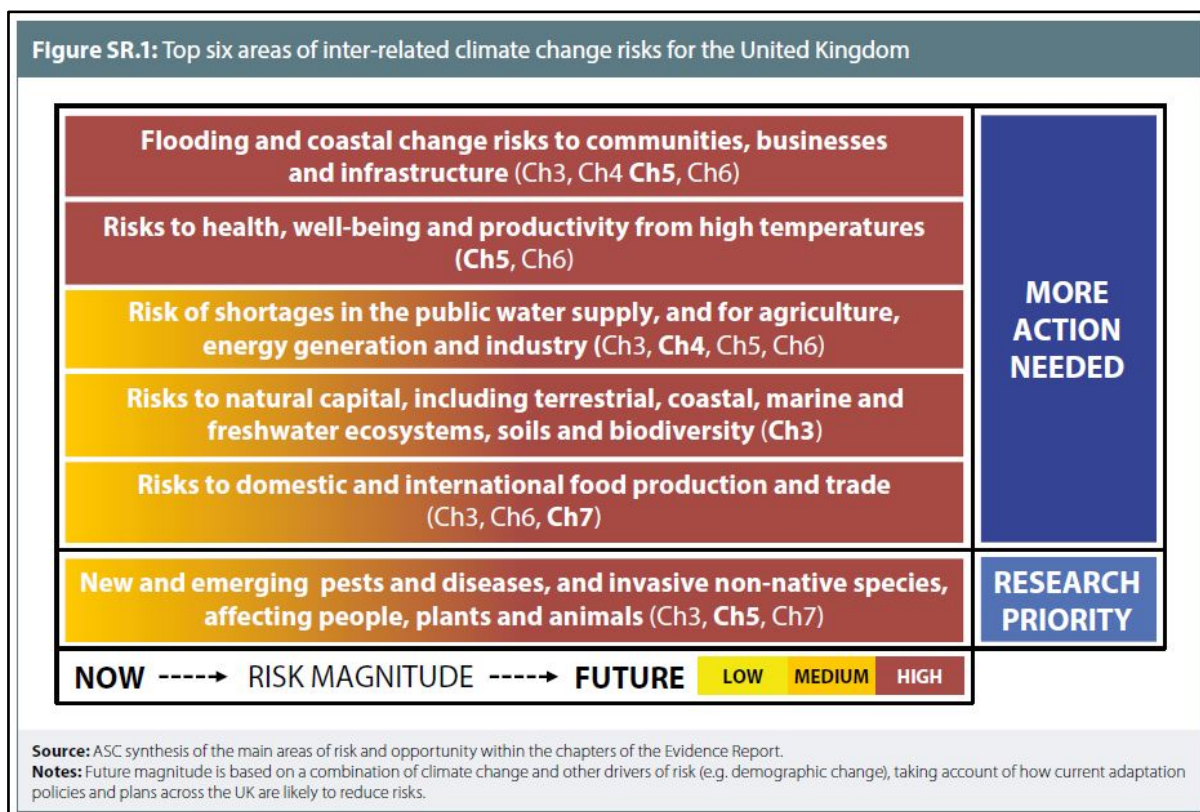 Figure SR.1: Top six areas of inter-related climate change risks for the United Kingdom
Flooding and coastal change risks to communities, businesses
and infrastructure (Ch3, Ch4 Ch5, Ch6)
Risks to health, well-being and productivity from high temperatures
(Ch5, Ch6)
Risk of shortages in the public water supply, and for agriculture,
energy generation and industry (Ch3, Ch4, Ch5, Ch6)
Risks to natural capital, including terrestrial, coastal, marine and
freshwater ecosystems, soils and biodiversity (Ch3)
Risks to domestic and international food production and trade
(Ch3, Ch6, Ch7)
MORE
ACTION
NEEDED
New and emerging pests and diseases, and invasive non-native species,
affecting people, plants and animals (Ch3, Ch5, Ch7)
RESEARCH
PRIORITY
NOW RISK MAGNITUDE FUTURE LOW MEDIUM HIGH
Source: ASC synthesis of the main areas of risk and opportunity within the chapters of the Evidence Report.
Notes: Future magnitude is based on a combination of climate change and other drivers of risk (e.g. demographic change), taking account of how current adaptation
policies and plans across the UK are likely to reduce risks.